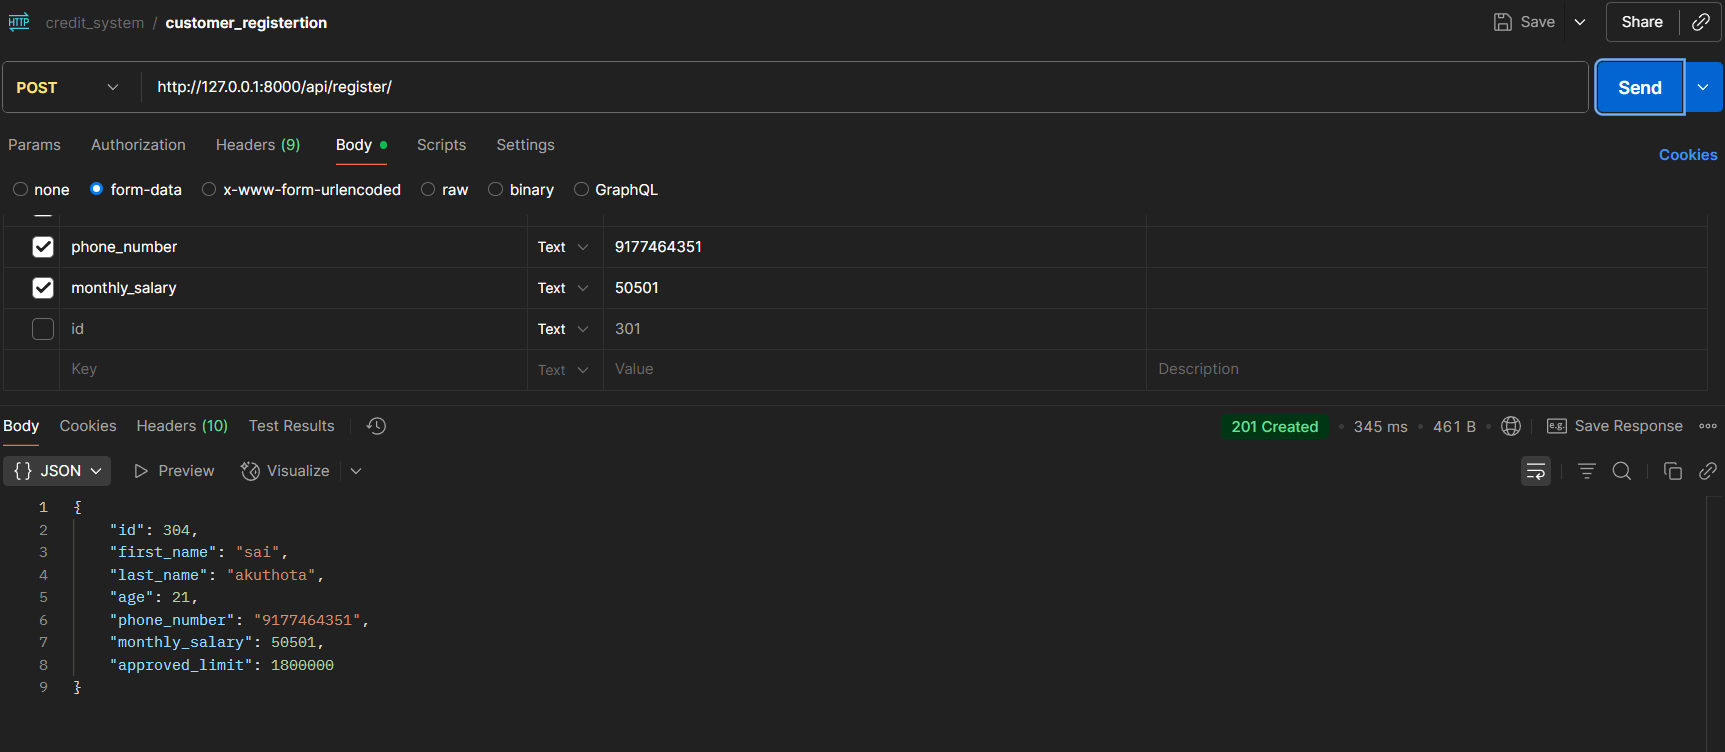 HTTP credit_system / customer_registertion Save Share
POST http://127.0.0.1:8000/api/register/ Send
Params Authorization Headers (9) Body Scripts Settings Cookies
none form-data x-www-form-urlencoded raw binary GraphQL
phone_number Text 9177464351
monthly_salary Text 50501
id Text 301
Key Text Value Description
Body Cookies Headers (10) Test Results 201 Created 345 ms 461 B e.g. Save Response
{} JSON Preview Visualize
1 {
2 "id": 304,
3 "first_name": "sai",
4 "last_name": "akuthota",
5 "age": 21,
6 "phone_number": "9177464351",
7 "monthly_salary": 50501,
8 "approved_limit": 1800000
9 }